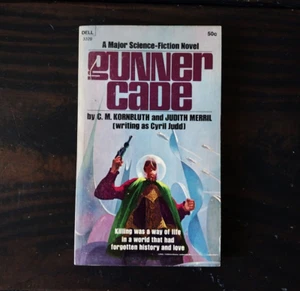 DELL
50c
A Major Science-Fiction Novel
GUNNER
CADE
by C. M. KORNBLUTH and JUDITH MERRIL
(writing as Cyril Judd)
Killing was a way of life
in a world that had
forgotten history and love